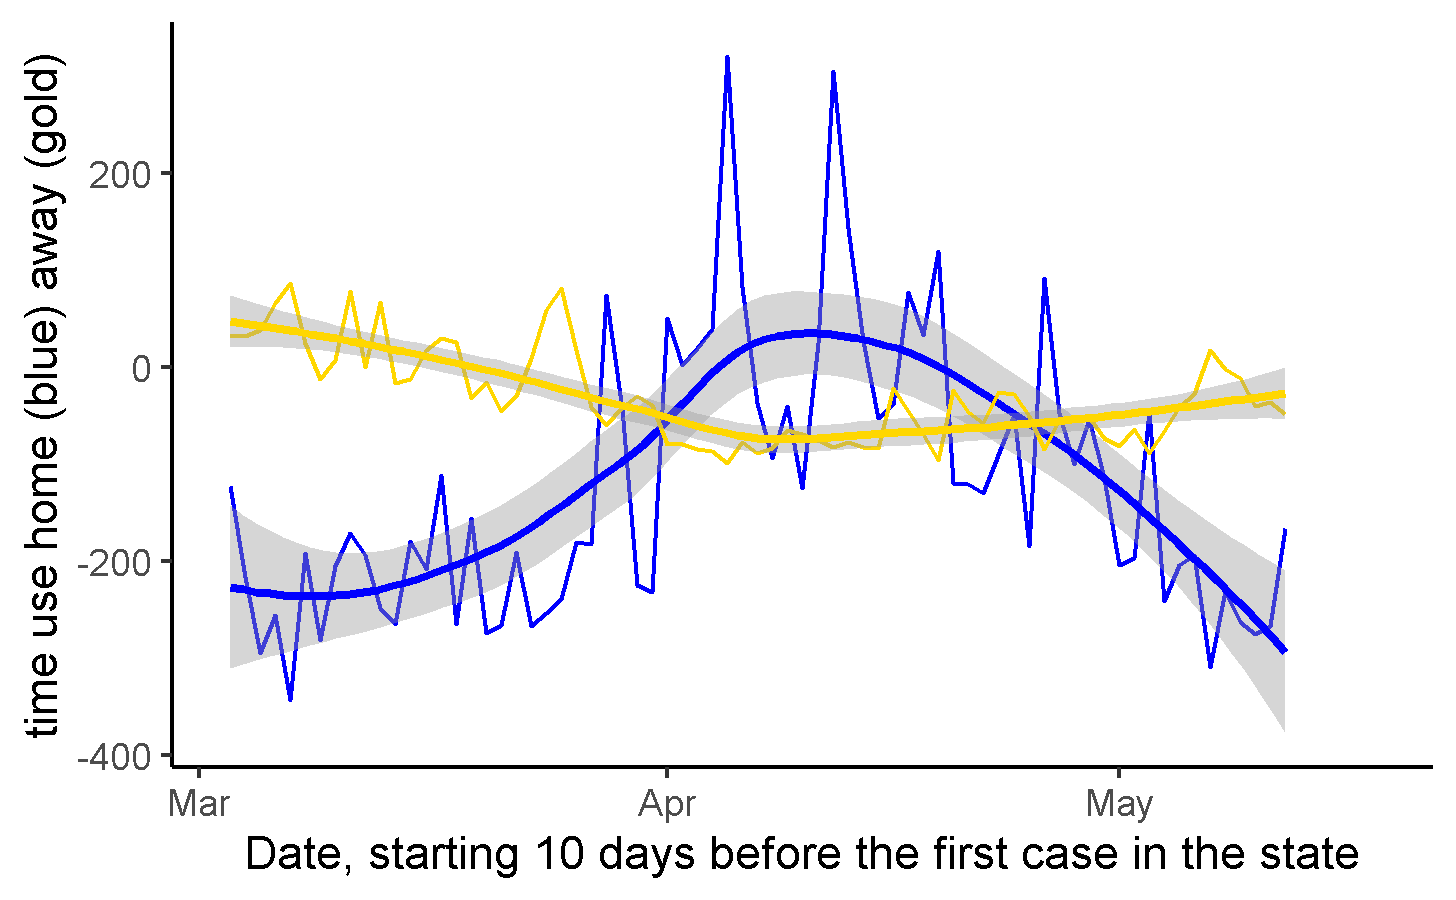 time use home (blue) away (gold)
200
0
-200
-400
Mar
Apr
May
Date, starting 10 days before the first case in the state